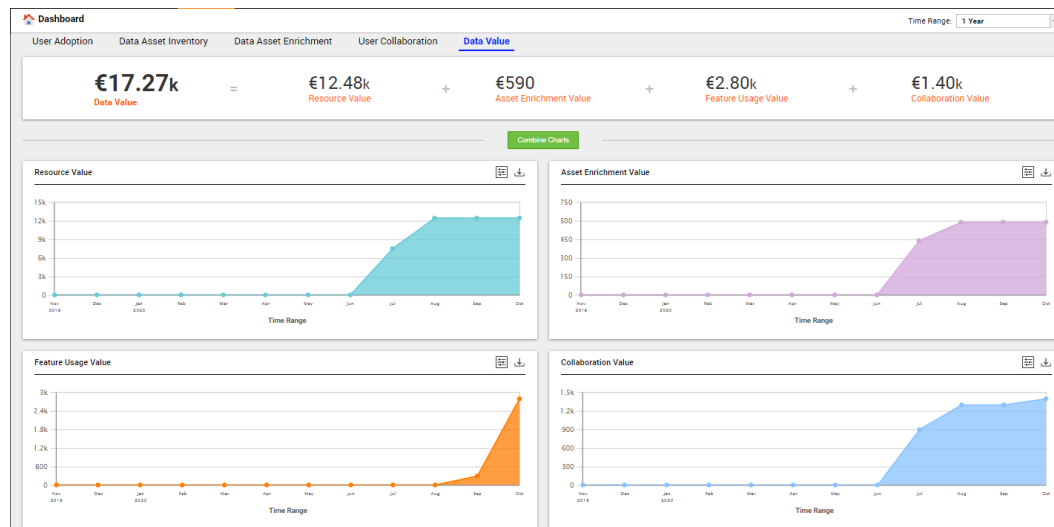 Dashboard
Time Range: 1 Year
User Adoption Data Asset Inventory Data Asset Enrichment User Collaboration Data Value
€17.27k = €12.48k + €590 + €2.80k + €1.40k
Data Value Resource Value Asset Enrichment Value Feature Usage Value Collaboration Value
Combine Charts
Resource Value
15k
12k
9k
6k
3k
0
Nov Dec Jan Feb Mar Apr May Jun Jul Aug Sep Oct
2019 2020
Time Range
Asset Enrichment Value
750
600
450
300
150
0
Nov Dec Jan Feb Mar Apr May Jun Jul Aug Sep Oct
2019 2020
Time Range
Feature Usage Value
3k
2.4k
1.8k
1.2k
600
0
Nov Dec Jan Feb Mar Apr May Jun Jul Aug Sep Oct
2019 2020
Time Range
Collaboration Value
1.5k
1.2k
900
600
300
0
Nov Dec Jan Feb Mar Apr May Jun Jul Aug Sep Oct
2019 2020
Time Range